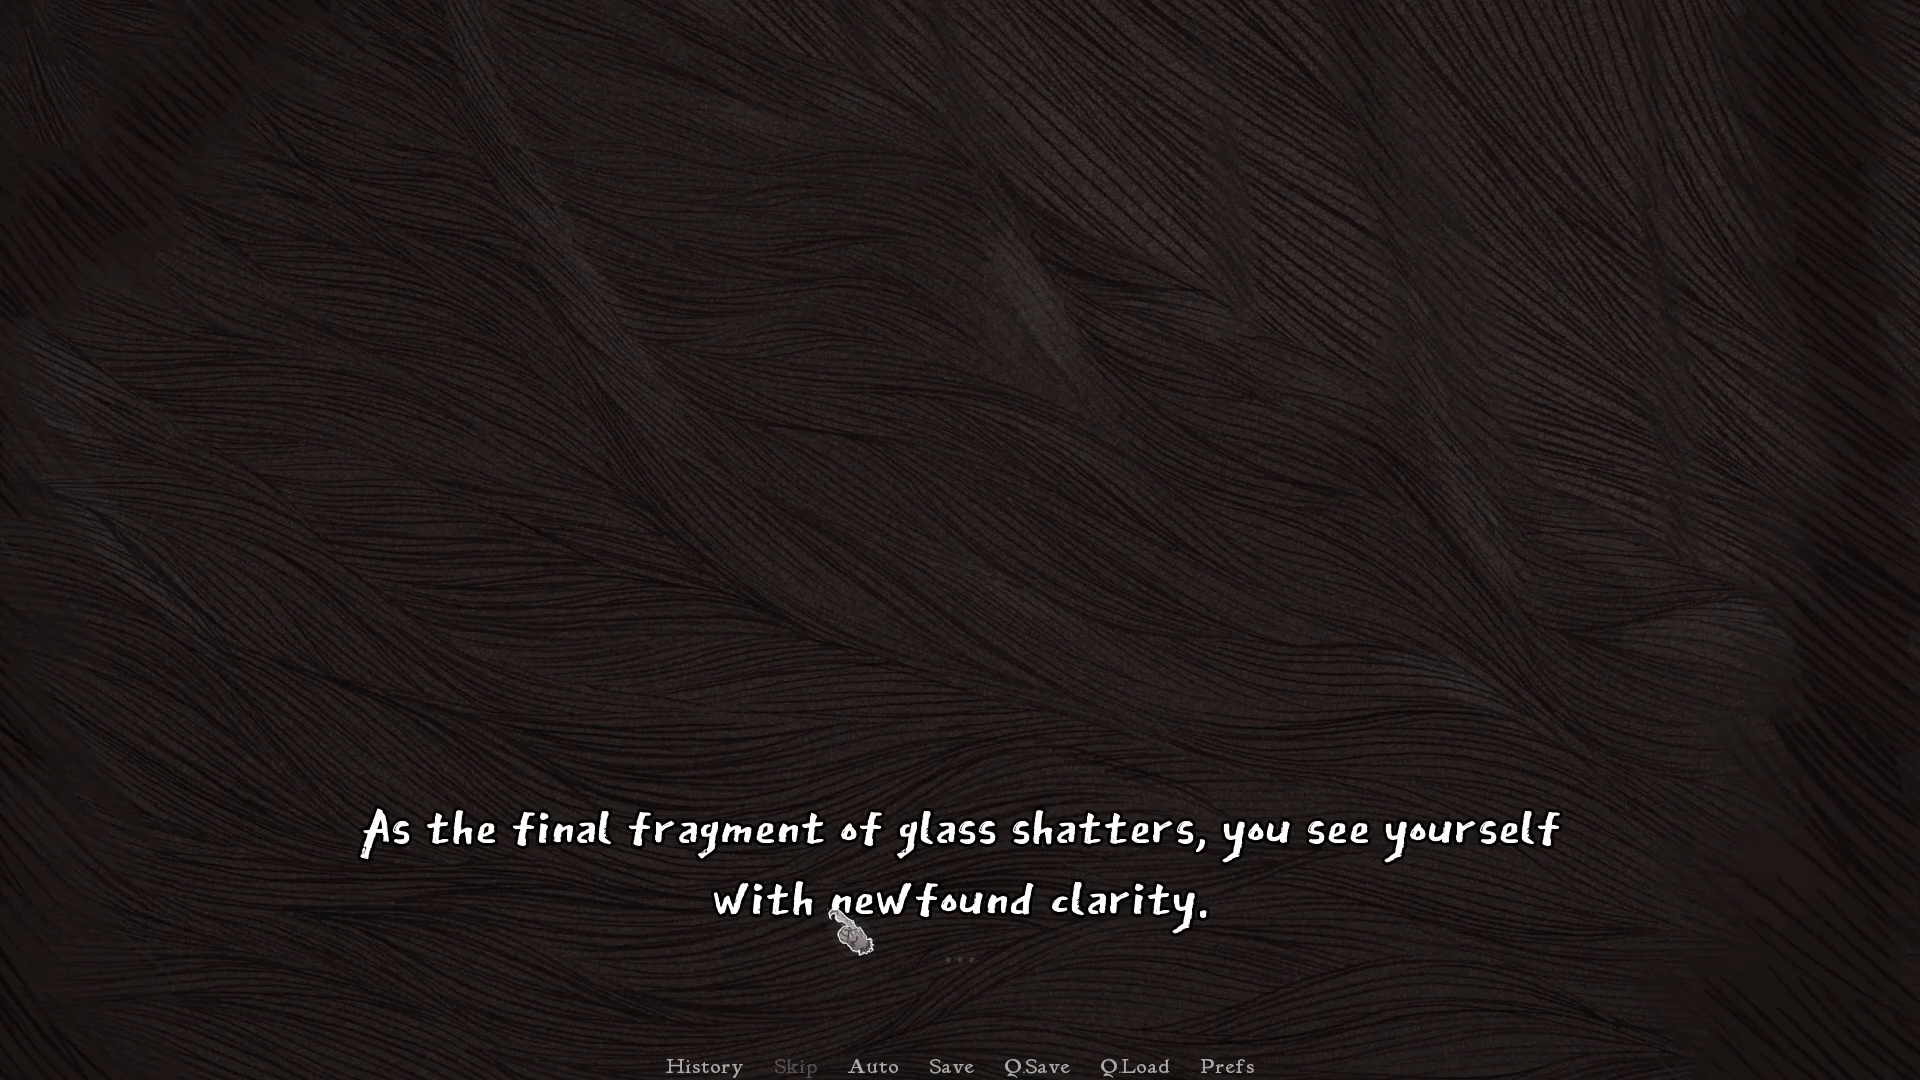 As the final fragment of glass shatters, you see yourself
with newfound clarity.
...
History Skip Auto Save Q.Save Q.Load Prefs